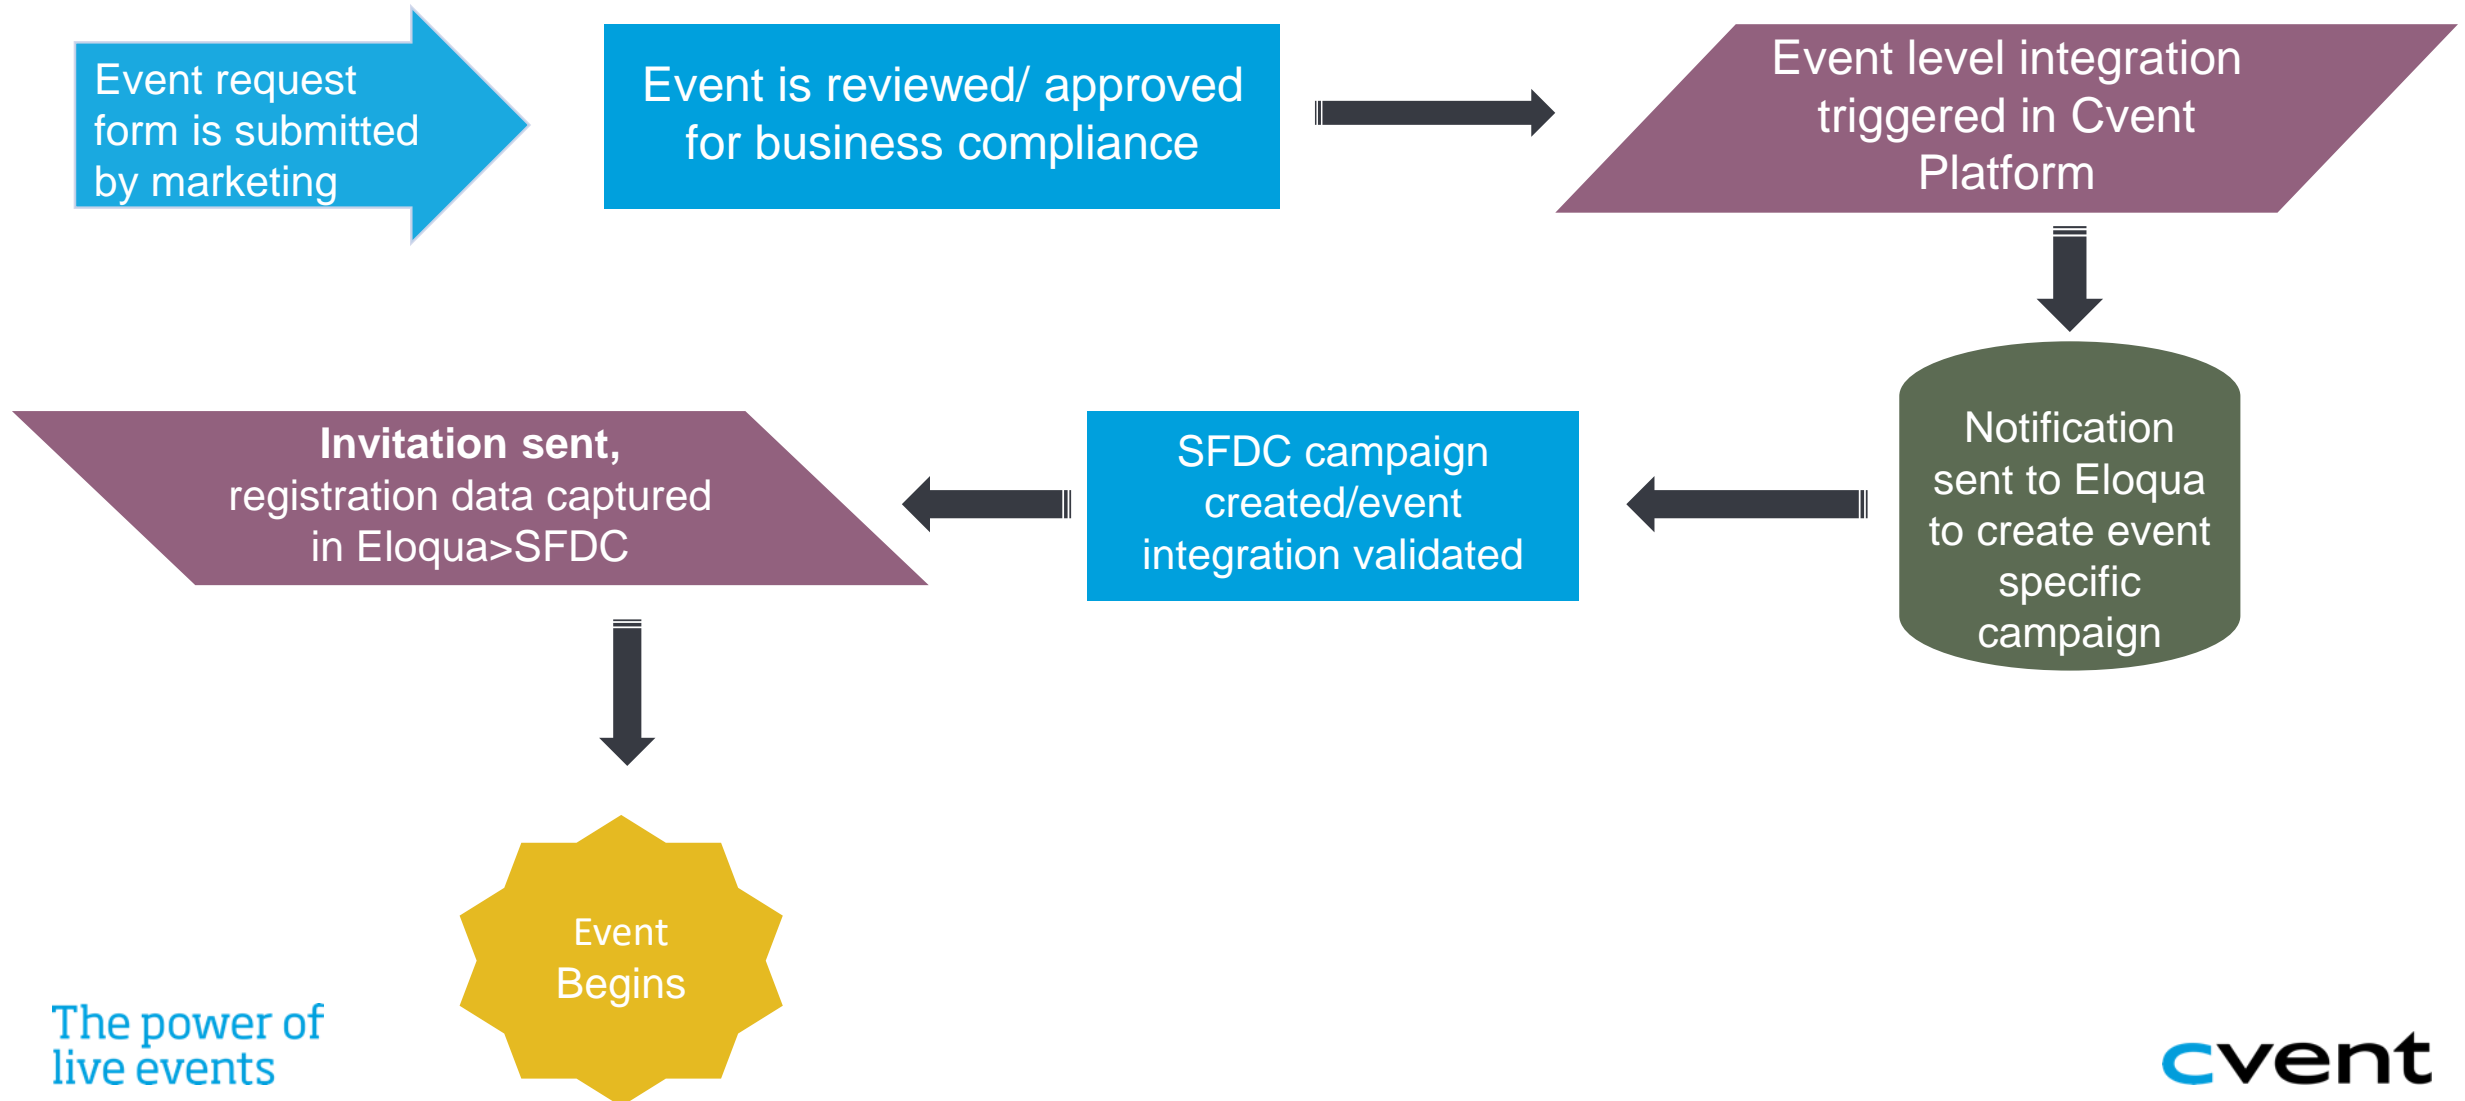 Event request
form is submitted
by marketing
Event is reviewed/ approved
for business compliance
Event level integration
triggered in Cvent
Platform
Notification
sent to Eloqua
to create event
specific
campaign
SFDC campaign
created/event
integration validated
Invitation sent,
registration data captured
in Eloqua>SFDC
Event
Begins
The power of
live events
cvent